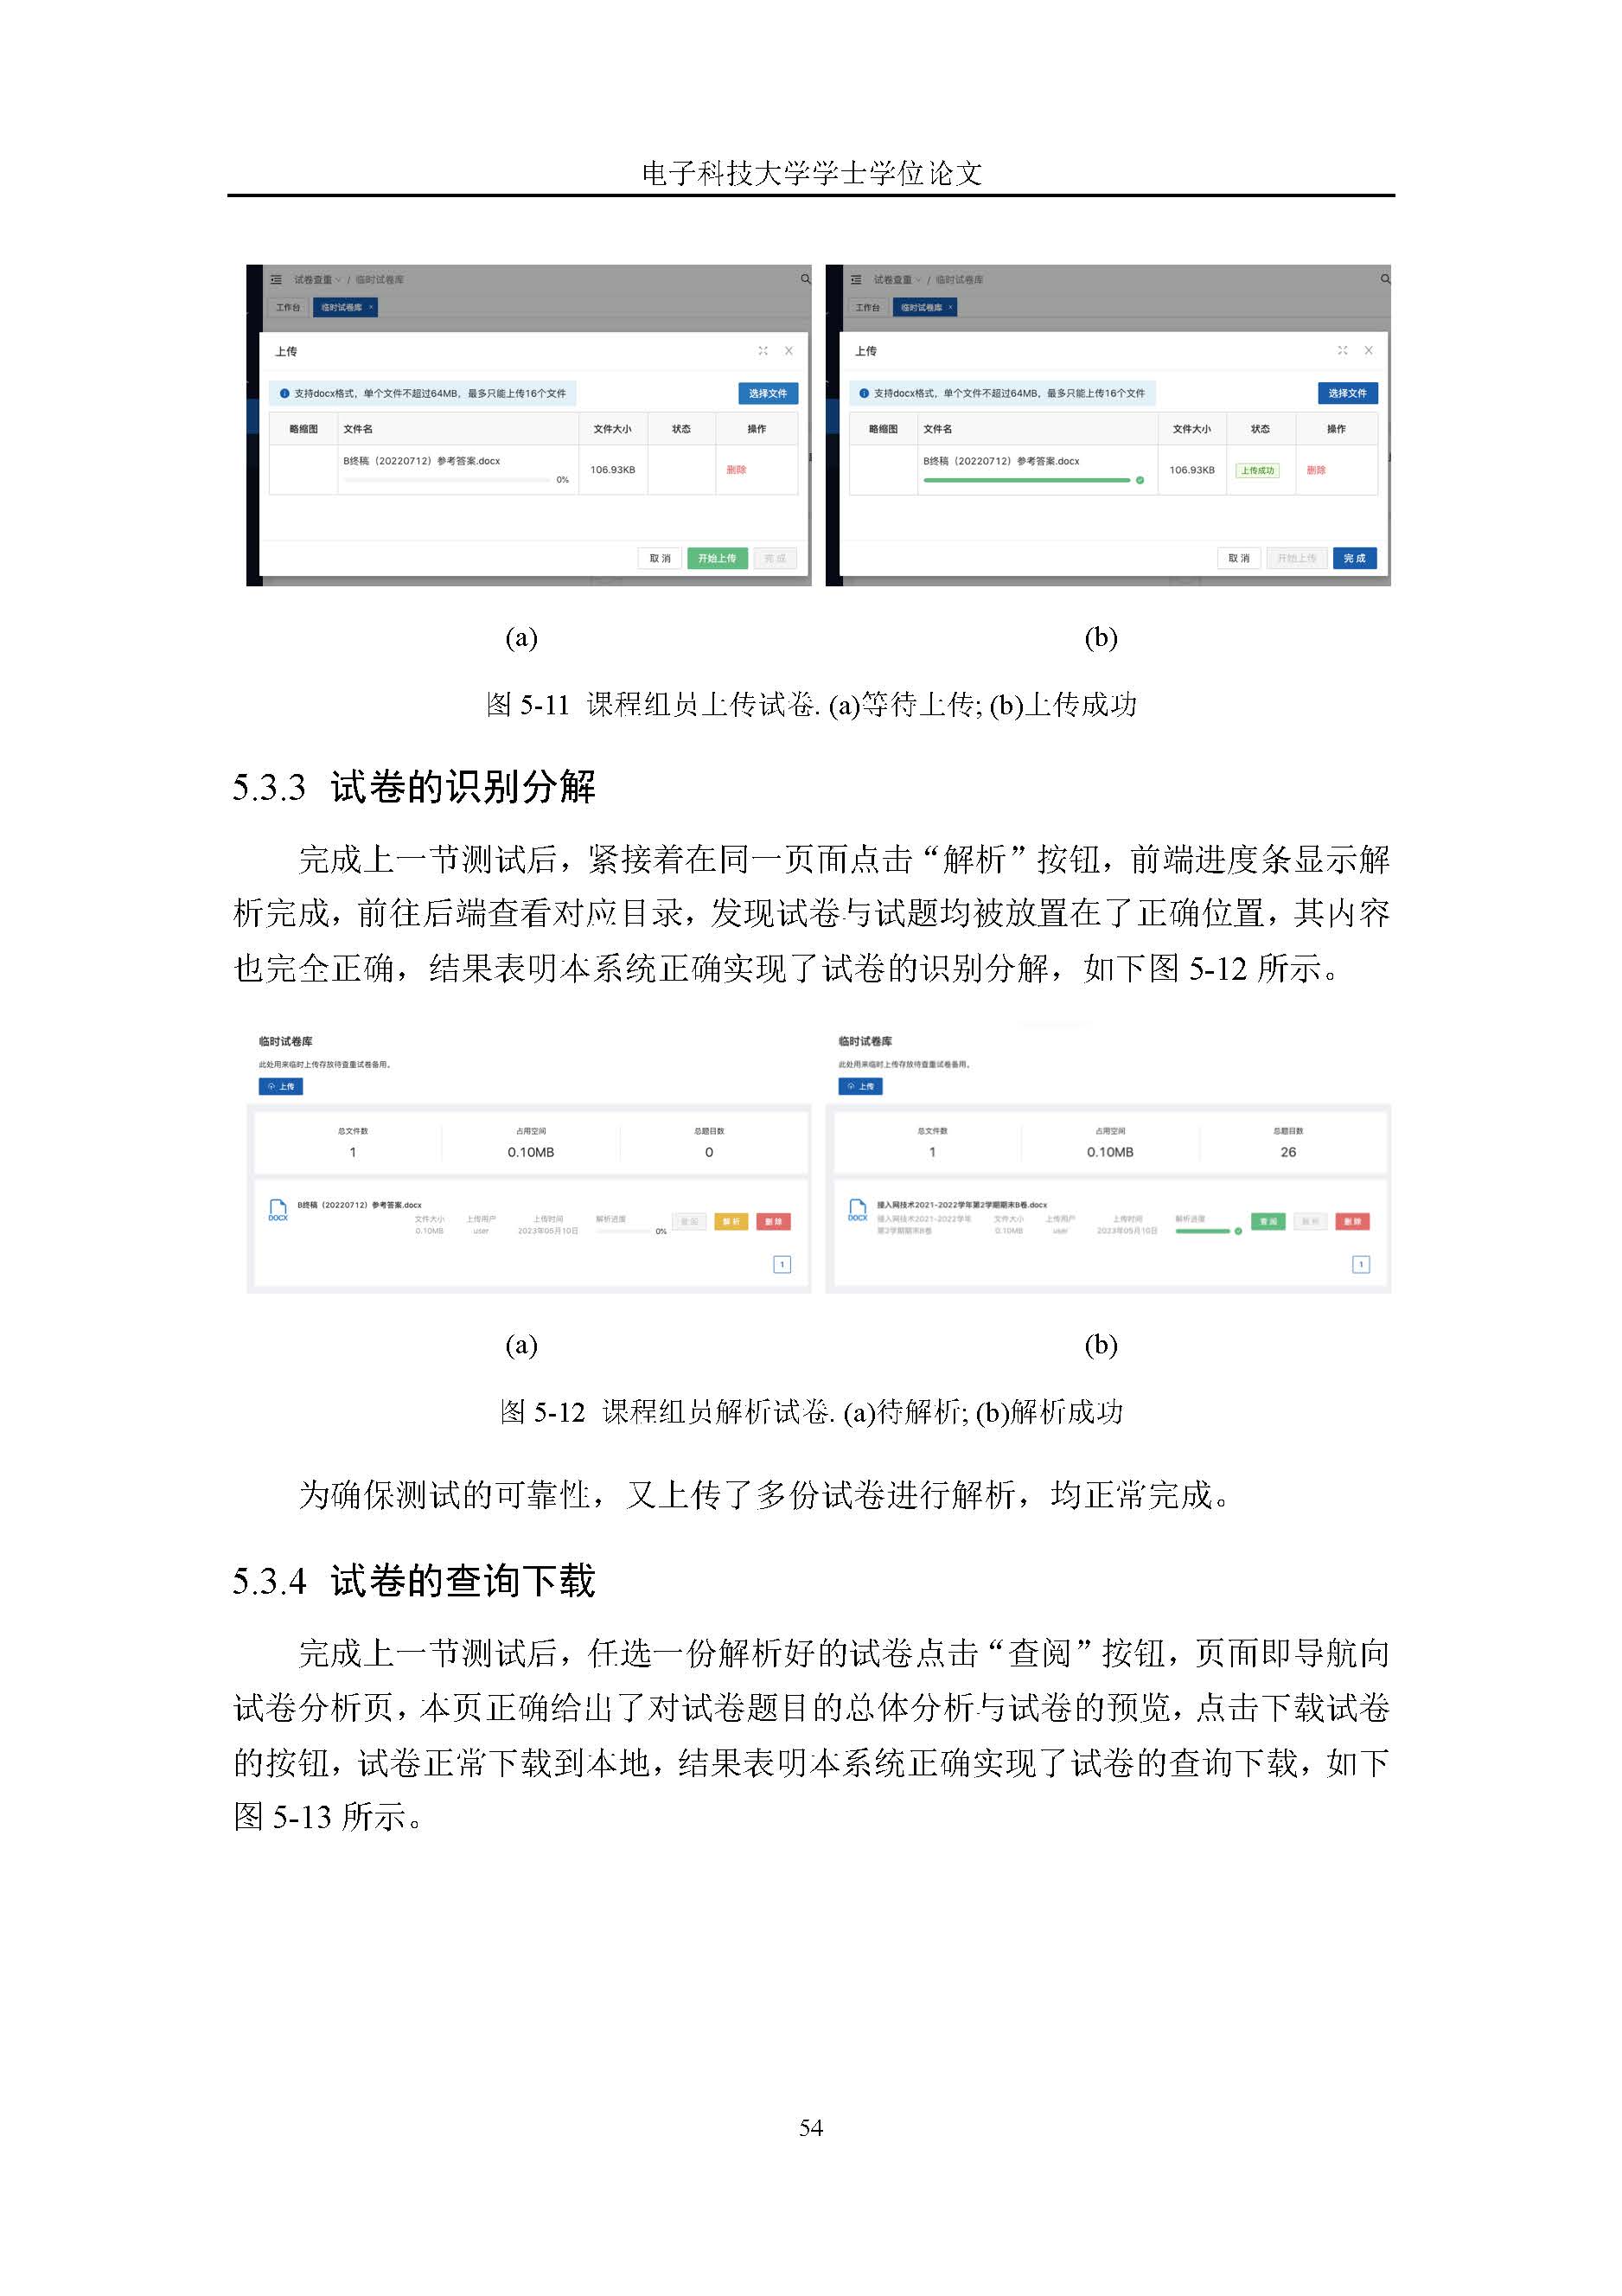 电子科技大学学士学位论文
试卷查重 / 临时试卷库
工作台 临时试卷库 ×
上传
支持docx格式，单个文件不超过64MB，最多只能上传16个文件 选择文件
略缩图 文件名 文件大小 状态 操作
B终稿（20220712）参考答案.docx 0% 106.93KB 删除
取消 开始上传 完成
试卷查重 / 临时试卷库
工作台 临时试卷库 ×
上传
支持docx格式，单个文件不超过64MB，最多只能上传16个文件 选择文件
略缩图 文件名 文件大小 状态 操作
B终稿（20220712）参考答案.docx 106.93KB 上传成功 删除
取消 开始上传 完成
(a) (b)
图 5-11 课程组员上传试卷. (a)等待上传; (b)上传成功
5.3.3 试卷的识别分解
完成上一节测试后，紧接着在同一页面点击“解析”按钮，前端进度条显示解
析完成，前往后端查看对应目录，发现试卷与试题均被放置在了正确位置，其内容
也完全正确，结果表明本系统正确实现了试卷的识别分解，如下图 5-12 所示。
临时试卷库
此处用来临时上传存放待查重试卷备用。
上传
总文件数 占用空间 总题目数
1 0.10MB 0
DOCX B终稿（20220712）参考答案.docx
文件大小 上传用户 上传时间 解析进度
0.10MB user 2023年05月10日 0% 查阅 解析 删除
1
临时试卷库
此处用来临时上传存放待查重试卷备用。
上传
总文件数 占用空间 总题目数
1 0.10MB 26
DOCX 接入网技术2021-2022学年第2学期期末B卷.docx
接入网技术2021-2022学年 文件大小 上传用户 上传时间 解析进度
第2学期期末B卷 0.10MB user 2023年05月10日 查阅 解析 删除
1
(a) (b)
图 5-12 课程组员解析试卷. (a)待解析; (b)解析成功
为确保测试的可靠性，又上传了多份试卷进行解析，均正常完成。
5.3.4 试卷的查询下载
完成上一节测试后，任选一份解析好的试卷点击“查阅”按钮，页面即导航向
试卷分析页，本页正确给出了对试卷题目的总体分析与试卷的预览，点击下载试卷
的按钮，试卷正常下载到本地，结果表明本系统正确实现了试卷的查询下载，如下
图 5-13 所示。
54